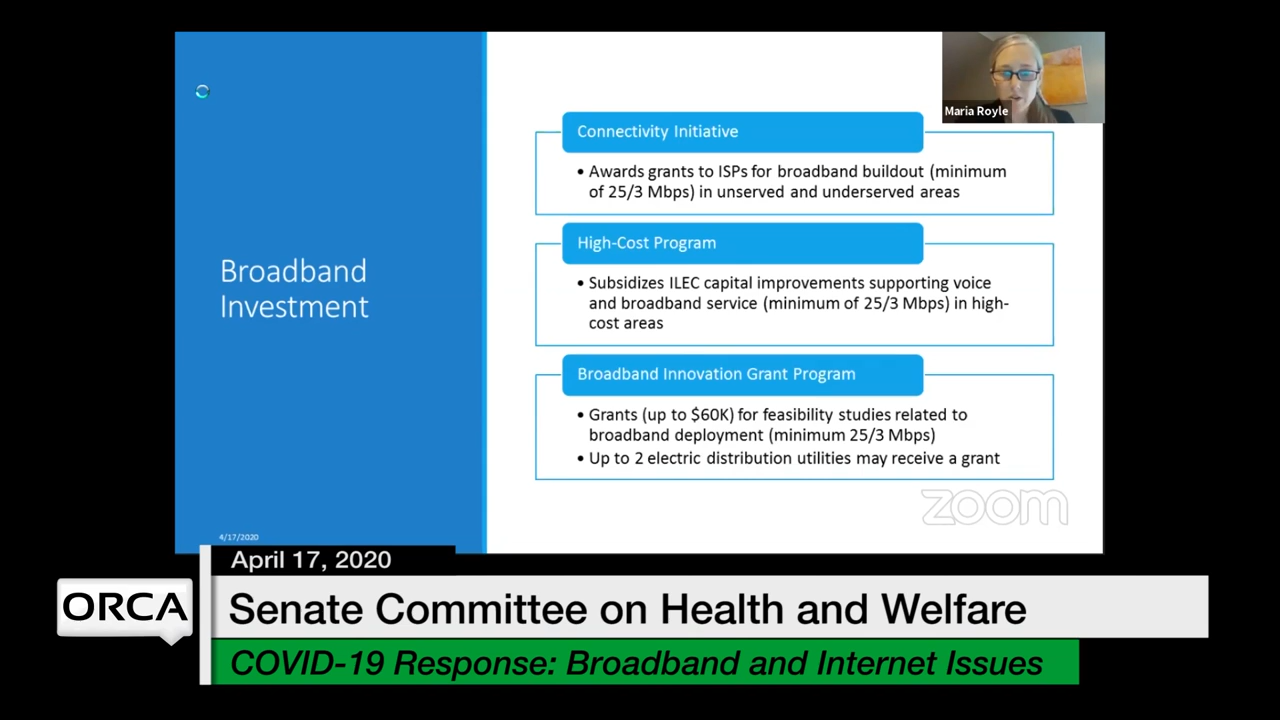 Maria Royle
Broadband
Investment
Connectivity Initiative
• Awards grants to ISPs for broadband buildout (minimum
of 25/3 Mbps) in unserved and underserved areas
High-Cost Program
• Subsidizes ILEC capital improvements supporting voice
and broadband service (minimum of 25/3 Mbps) in high-
cost areas
Broadband Innovation Grant Program
• Grants (up to $60K) for feasibility studies related to
broadband deployment (minimum 25/3 Mbps)
• Up to 2 electric distribution utilities may receive a grant
zoom
4/17/2020
April 17, 2020
ORCA
Senate Committee on Health and Welfare
COVID-19 Response: Broadband and Internet Issues